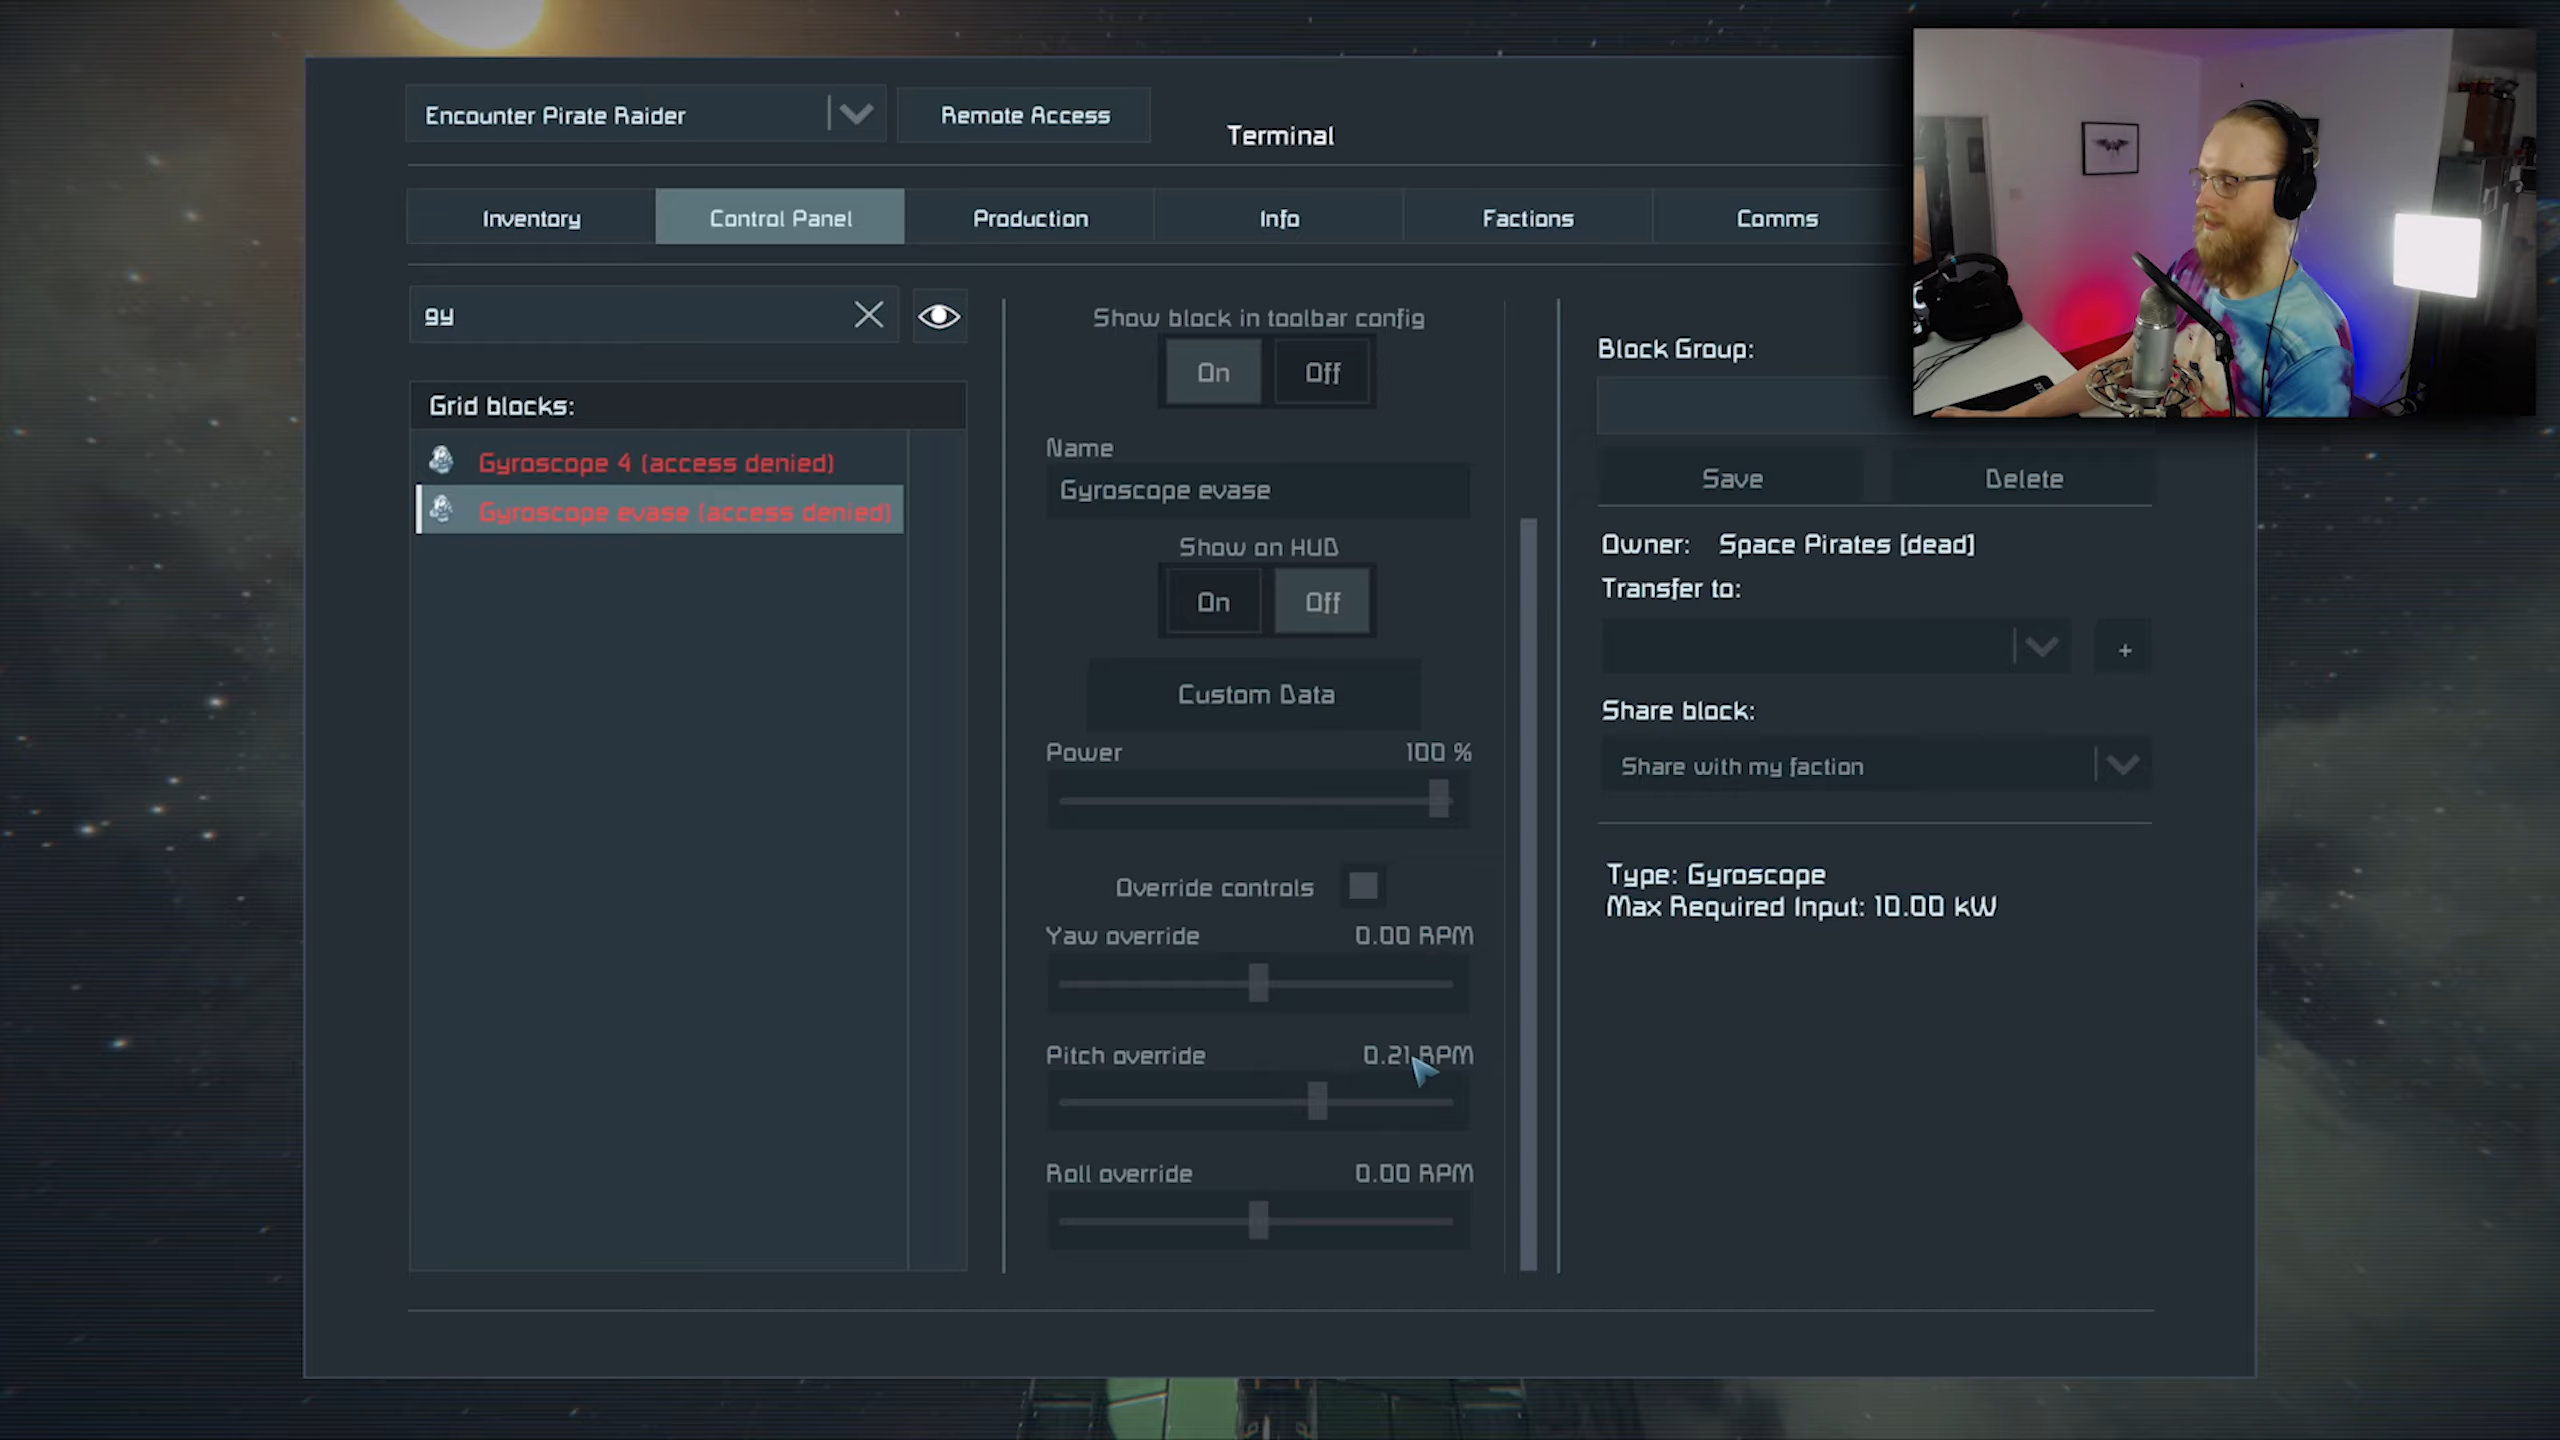 Encounter Pirate Raider
Remote Access
Terminal
Inventory
Control Panel
Production
Info
Factions
Comms
gy
Grid blocks:
Gyroscope 4 (access denied)
Gyroscope evase (access denied)
Show block in toolbar config
On
Off
Name
Gyroscope evase
Show on HUD
On
Off
Custom Data
Power 100 %
Override controls
Yaw override 0.00 RPM
Pitch override 0.21 RPM
Roll override 0.00 RPM
Block Group:
Save
Delete
Owner: Space Pirates [dead]
Transfer to:
+
Share block:
Share with my faction
Type: Gyroscope
Max Required Input: 10.00 kW